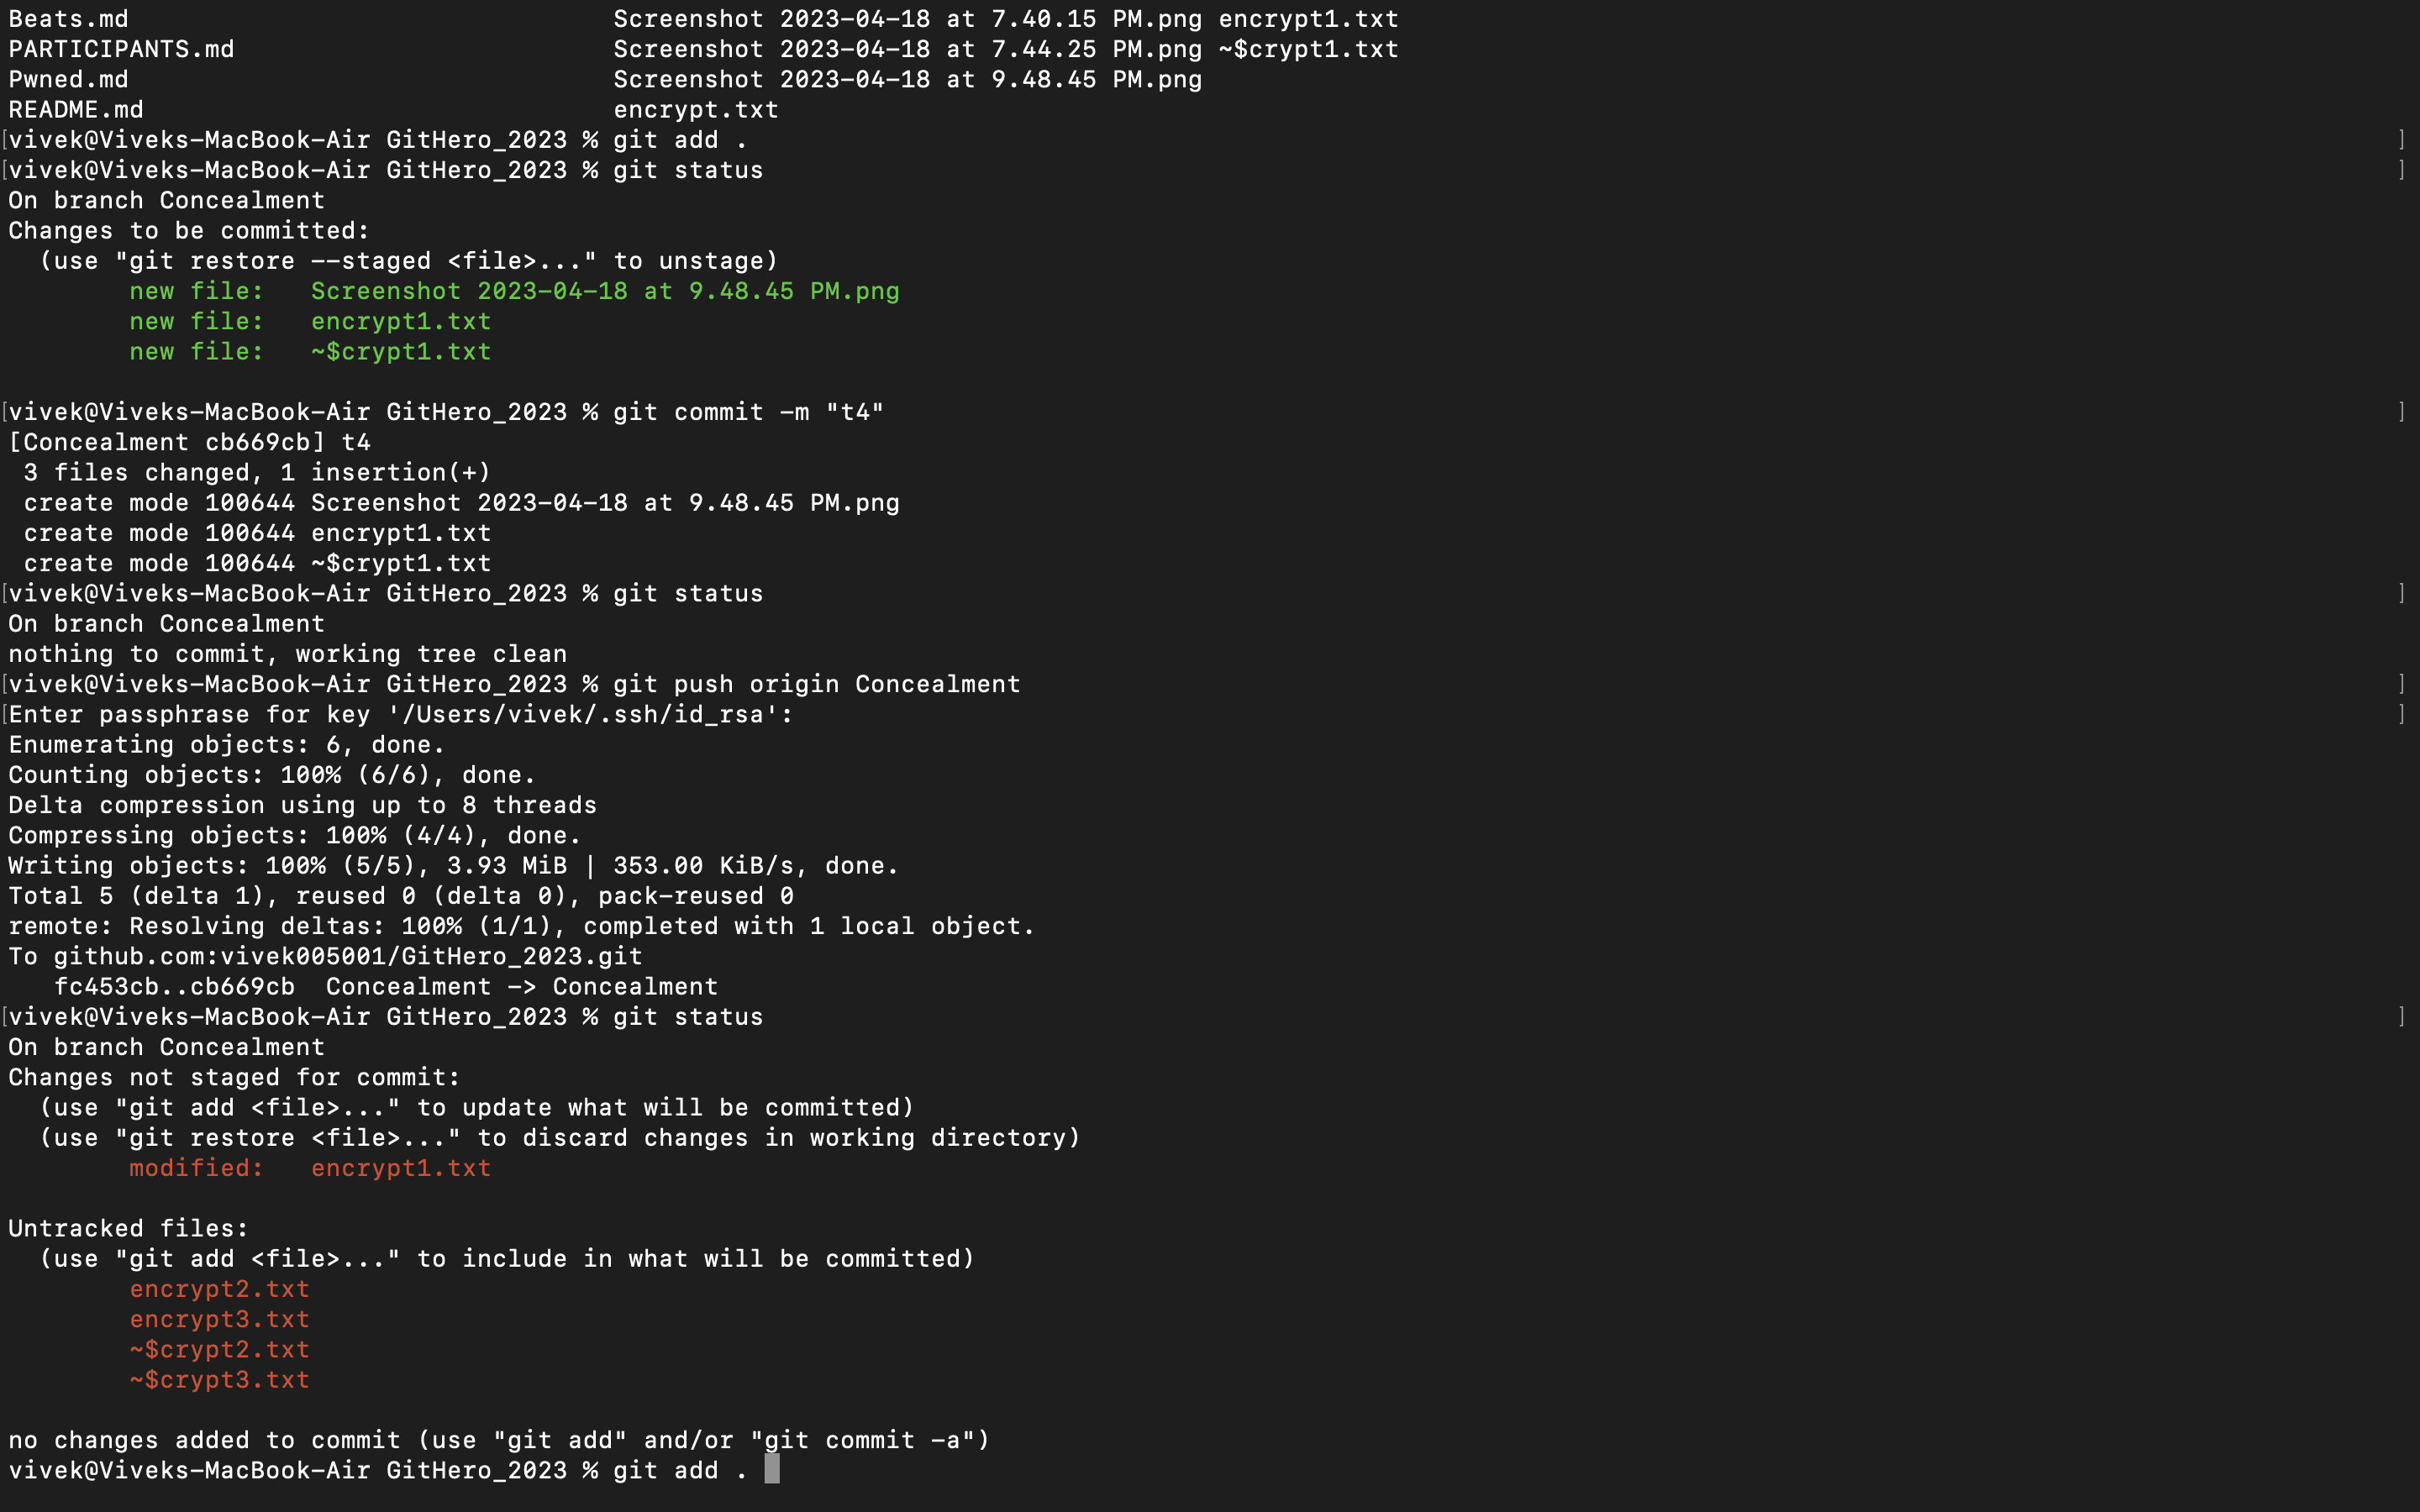 Beats.md Screenshot 2023-04-18 at 7.40.15 PM.png encrypt1.txt
PARTICIPANTS.md Screenshot 2023-04-18 at 7.44.25 PM.png ~$crypt1.txt
Pwned.md Screenshot 2023-04-18 at 9.48.45 PM.png
README.md encrypt.txt
[vivek@Viveks-MacBook-Air GitHero_2023 % git add . ]
[vivek@Viveks-MacBook-Air GitHero_2023 % git status ]
On branch Concealment
Changes to be committed:
  (use "git restore --staged <file>..." to unstage)
        new file:   Screenshot 2023-04-18 at 9.48.45 PM.png
        new file:   encrypt1.txt
        new file:   ~$crypt1.txt
[vivek@Viveks-MacBook-Air GitHero_2023 % git commit -m "t4" ]
[Concealment cb669cb] t4
 3 files changed, 1 insertion(+)
 create mode 100644 Screenshot 2023-04-18 at 9.48.45 PM.png
 create mode 100644 encrypt1.txt
 create mode 100644 ~$crypt1.txt
[vivek@Viveks-MacBook-Air GitHero_2023 % git status ]
On branch Concealment
nothing to commit, working tree clean
[vivek@Viveks-MacBook-Air GitHero_2023 % git push origin Concealment ]
[Enter passphrase for key '/Users/vivek/.ssh/id_rsa': ]
Enumerating objects: 6, done.
Counting objects: 100% (6/6), done.
Delta compression using up to 8 threads
Compressing objects: 100% (4/4), done.
Writing objects: 100% (5/5), 3.93 MiB | 353.00 KiB/s, done.
Total 5 (delta 1), reused 0 (delta 0), pack-reused 0
remote: Resolving deltas: 100% (1/1), completed with 1 local object.
To github.com:vivek005001/GitHero_2023.git
   fc453cb..cb669cb  Concealment -> Concealment
[vivek@Viveks-MacBook-Air GitHero_2023 % git status ]
On branch Concealment
Changes not staged for commit:
  (use "git add <file>..." to update what will be committed)
  (use "git restore <file>..." to discard changes in working directory)
        modified:   encrypt1.txt
Untracked files:
  (use "git add <file>..." to include in what will be committed)
        encrypt2.txt
        encrypt3.txt
        ~$crypt2.txt
        ~$crypt3.txt
no changes added to commit (use "git add" and/or "git commit -a")
vivek@Viveks-MacBook-Air GitHero_2023 % git add .